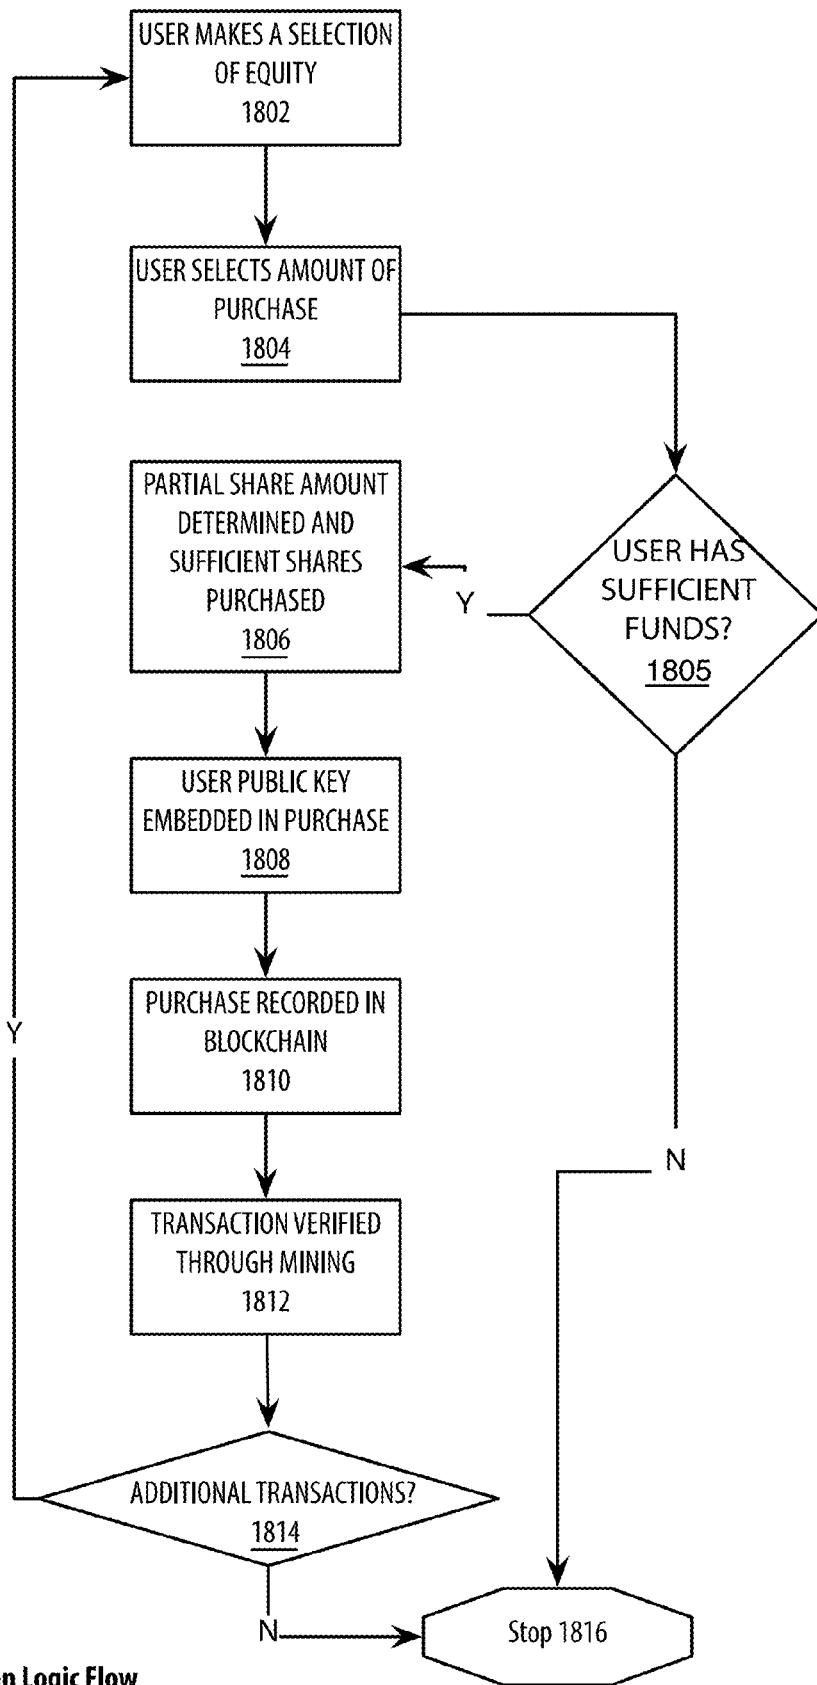 USER MAKES A SELECTION
OF EQUITY
1802
USER SELECTS AMOUNT OF
PURCHASE
1804
PARTIAL SHARE AMOUNT
DETERMINED AND
SUFFICIENT SHARES
PURCHASED
1806
USER HAS
SUFFICIENT
FUNDS?
1805
Y
USER PUBLIC KEY
EMBEDDED IN PURCHASE
1808
PURCHASE RECORDED IN
BLOCKCHAIN
1810
Y
N
TRANSACTION VERIFIED
THROUGH MINING
1812
ADDITIONAL TRANSACTIONS?
1814
N
Stop 1816
Logic Flow